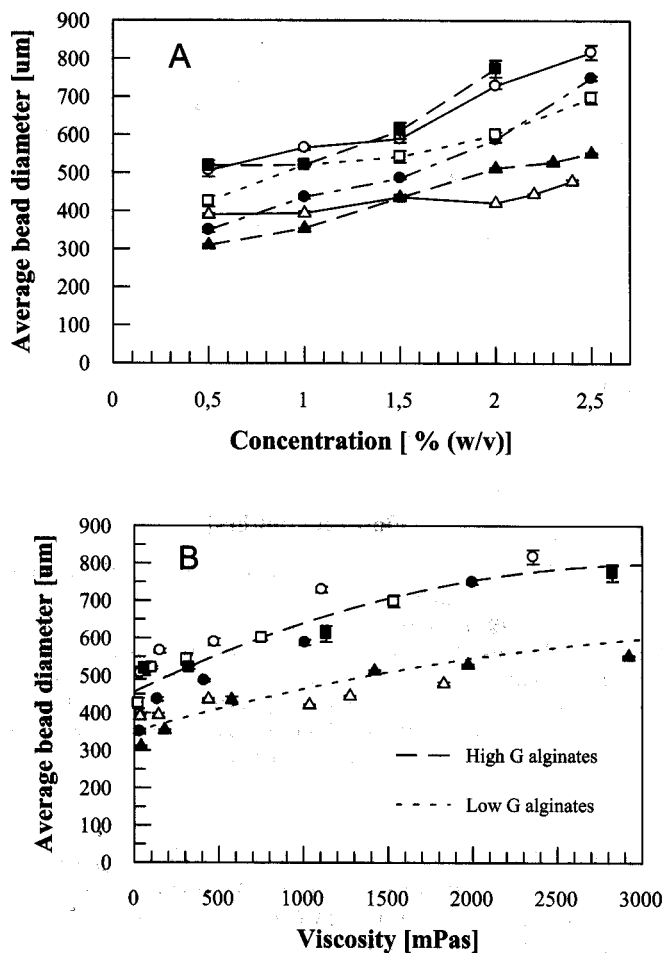 A
Average bead diameter [um]
900
800
700
600
500
400
300
200
100
0
0 0,5 1 1,5 2 2,5
Concentration [ % (w/v)]
B
Average bead diameter [um]
900
800
700
600
500
400
300
200
100
0
High G alginates
Low G alginates
0 500 1000 1500 2000 2500 3000
Viscosity [mPas]